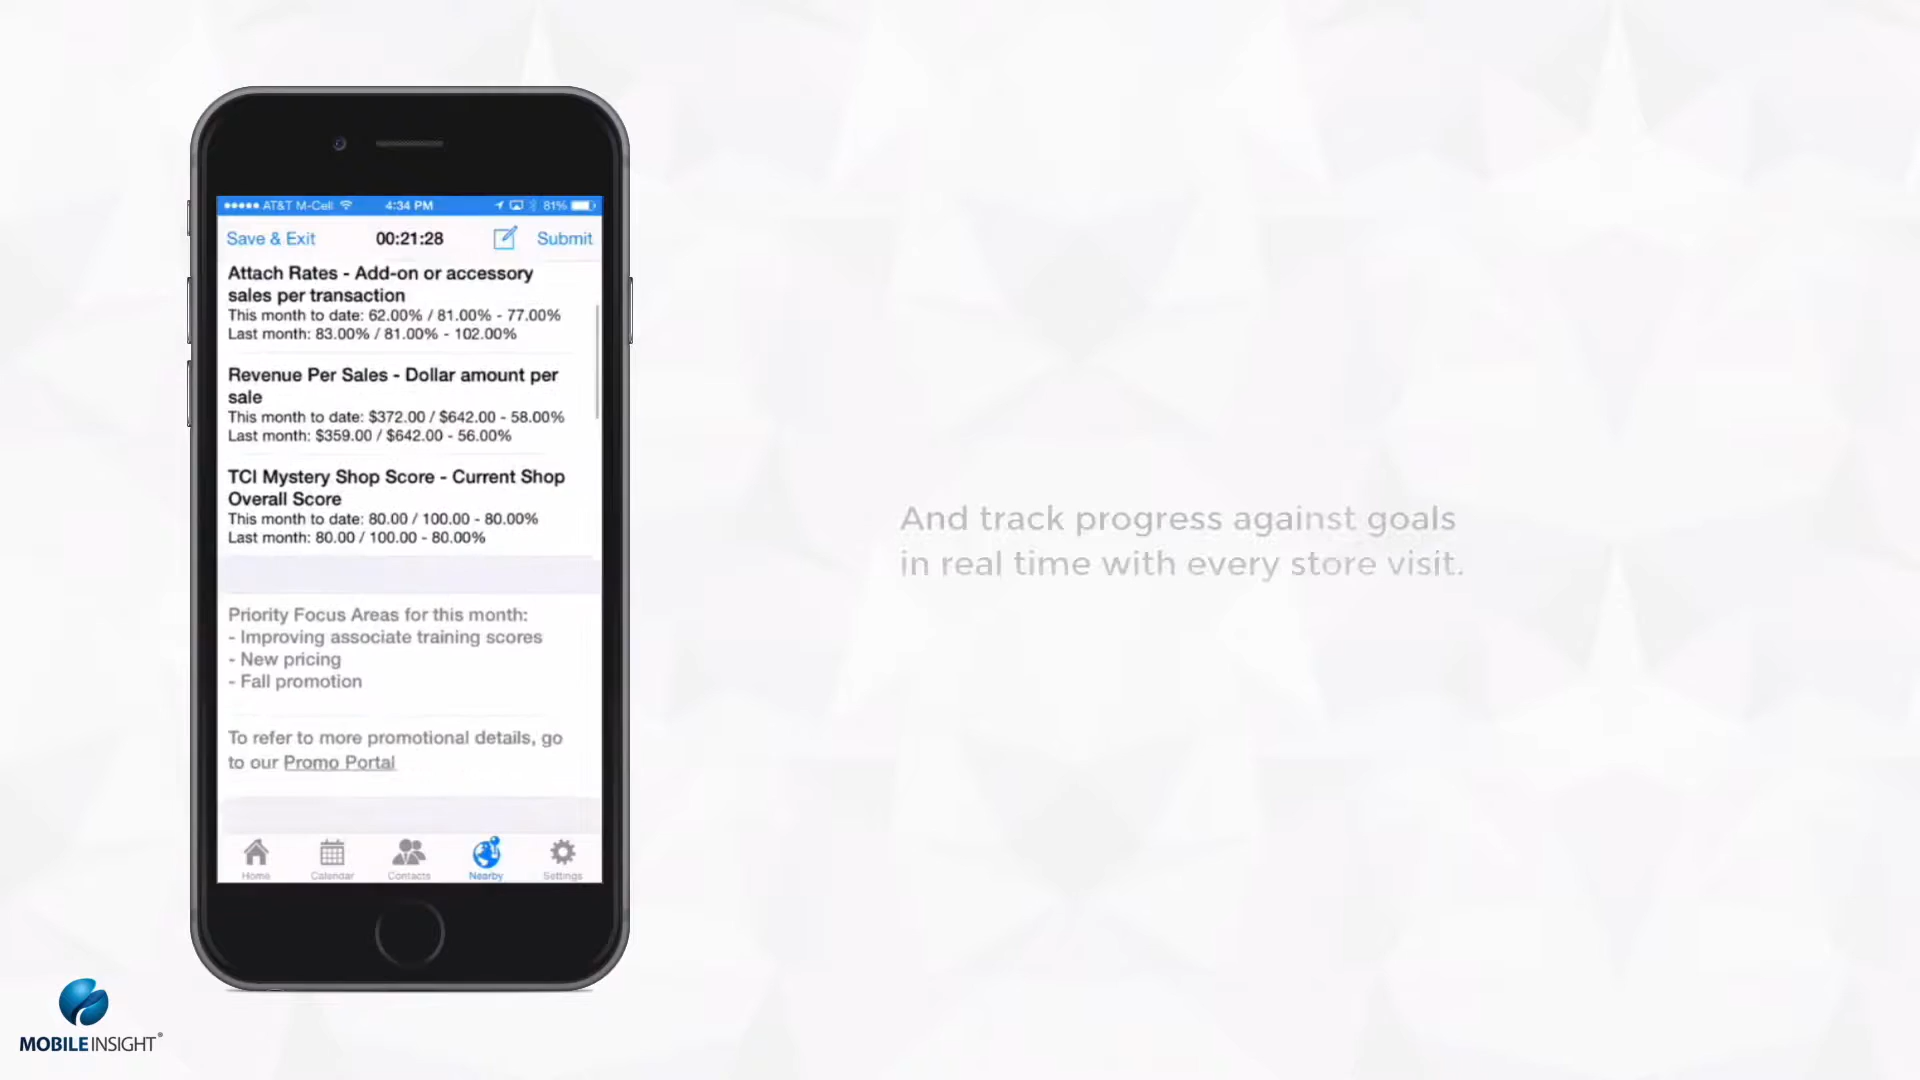 AT&T M-Cell 4:34 PM 81%
Save & Exit 00:21:28 Submit
Attach Rates - Add-on or accessory
sales per transaction
This month to date: 62.00% / 81.00% - 77.00%
Last month: 83.00% / 81.00% - 102.00%
Revenue Per Sales - Dollar amount per
sale
This month to date: $372.00 / $642.00 - 58.00%
Last month: $359.00 / $642.00 - 56.00%
TCI Mystery Shop Score - Current Shop
Overall Score
This month to date: 80.00 / 100.00 - 80.00%
Last month: 80.00 / 100.00 - 80.00%
Priority Focus Areas for this month:
- Improving associate training scores
- New pricing
- Fall promotion
To refer to more promotional details, go
to our Promo Portal
Home Calendar Contacts Nearby Settings
And track progress against goals
in real time with every store visit.
MOBILEINSIGHT®